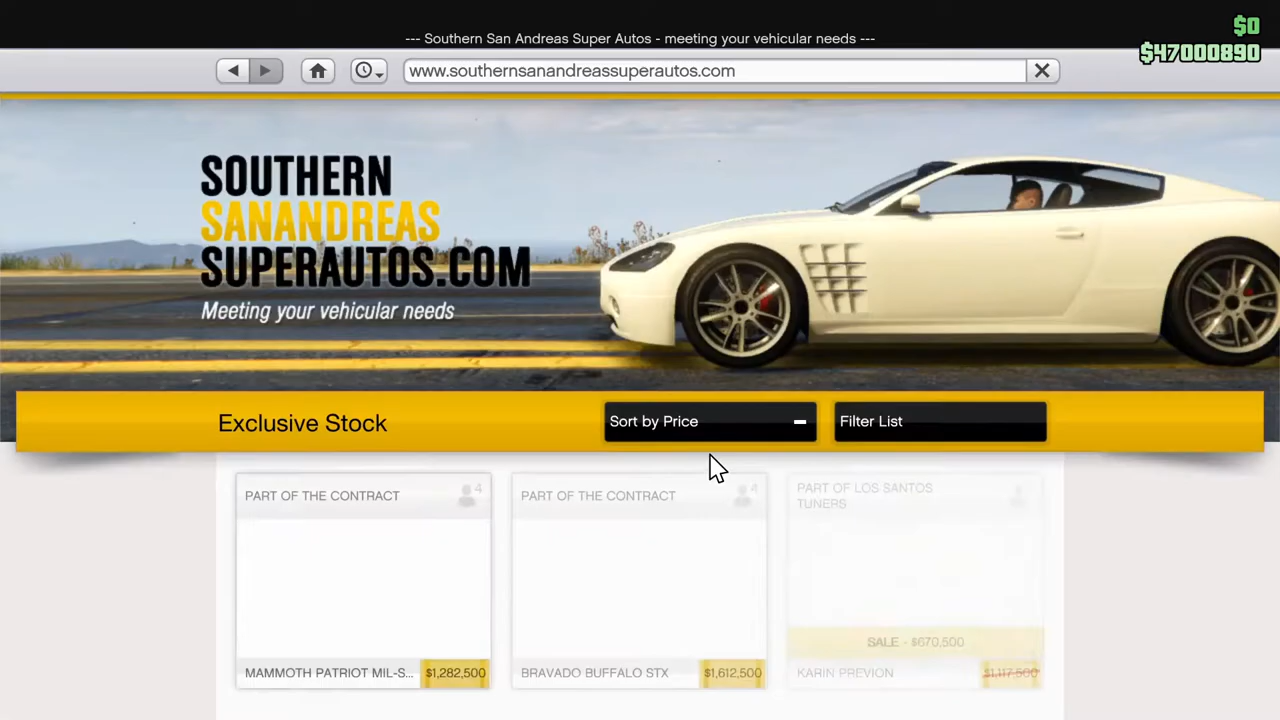 $0
--- Southern San Andreas Super Autos - meeting your vehicular needs ---
$47000890
www.southernsanandreassuperautos.com
SOUTHERN
SANANDREAS
SUPERAUTOS.COM
Meeting your vehicular needs
Exclusive Stock
Sort by Price
Filter List
PART OF THE CONTRACT
4
PART OF THE CONTRACT
4
PART OF LOS SANTOS
TUNERS
SALE - $670,500
MAMMOTH PATRIOT MIL-S...
$1,282,500
BRAVADO BUFFALO STX
$1,612,500
KARIN PREVION
$1,117,500